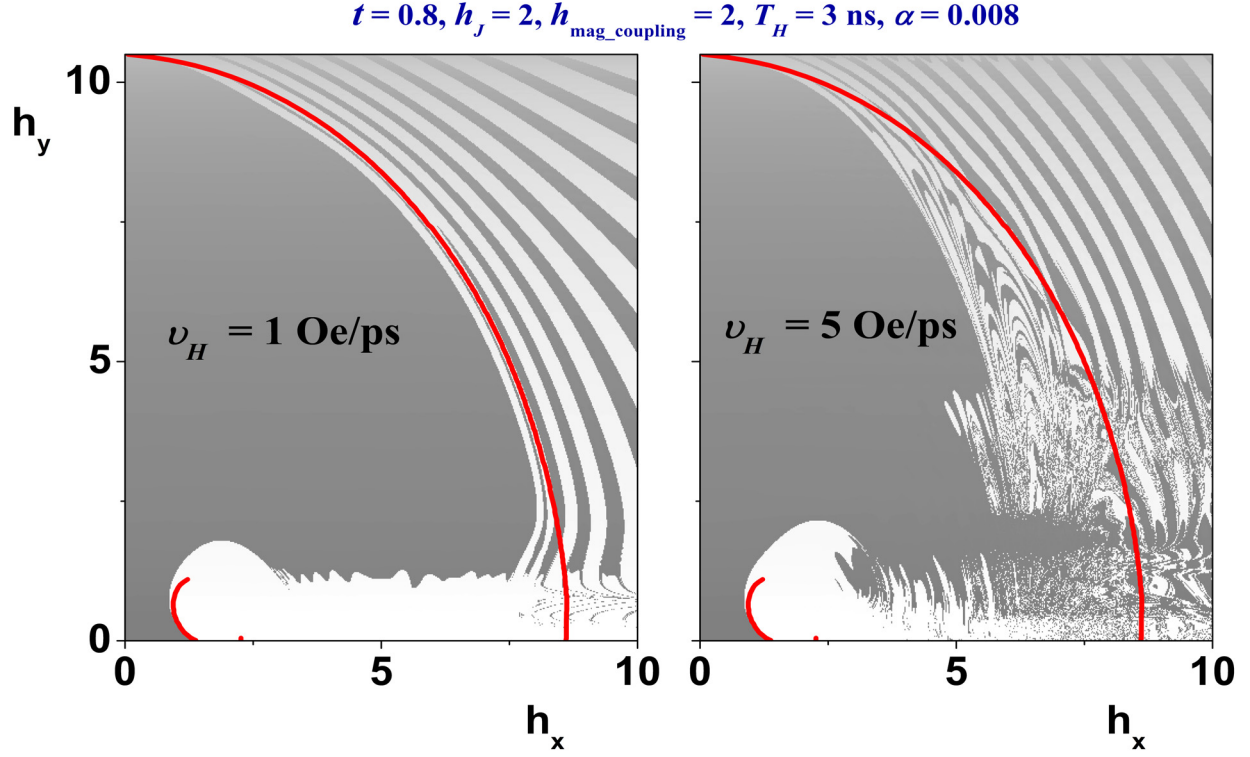 t = 0.8, h_J = 2, h_mag_coupling = 2, T_H = 3 ns, α = 0.008
10
h_y
υ_H = 1 Oe/ps
υ_H = 5 Oe/ps
5
0
0 5 10 0 5 10
h_x h_x